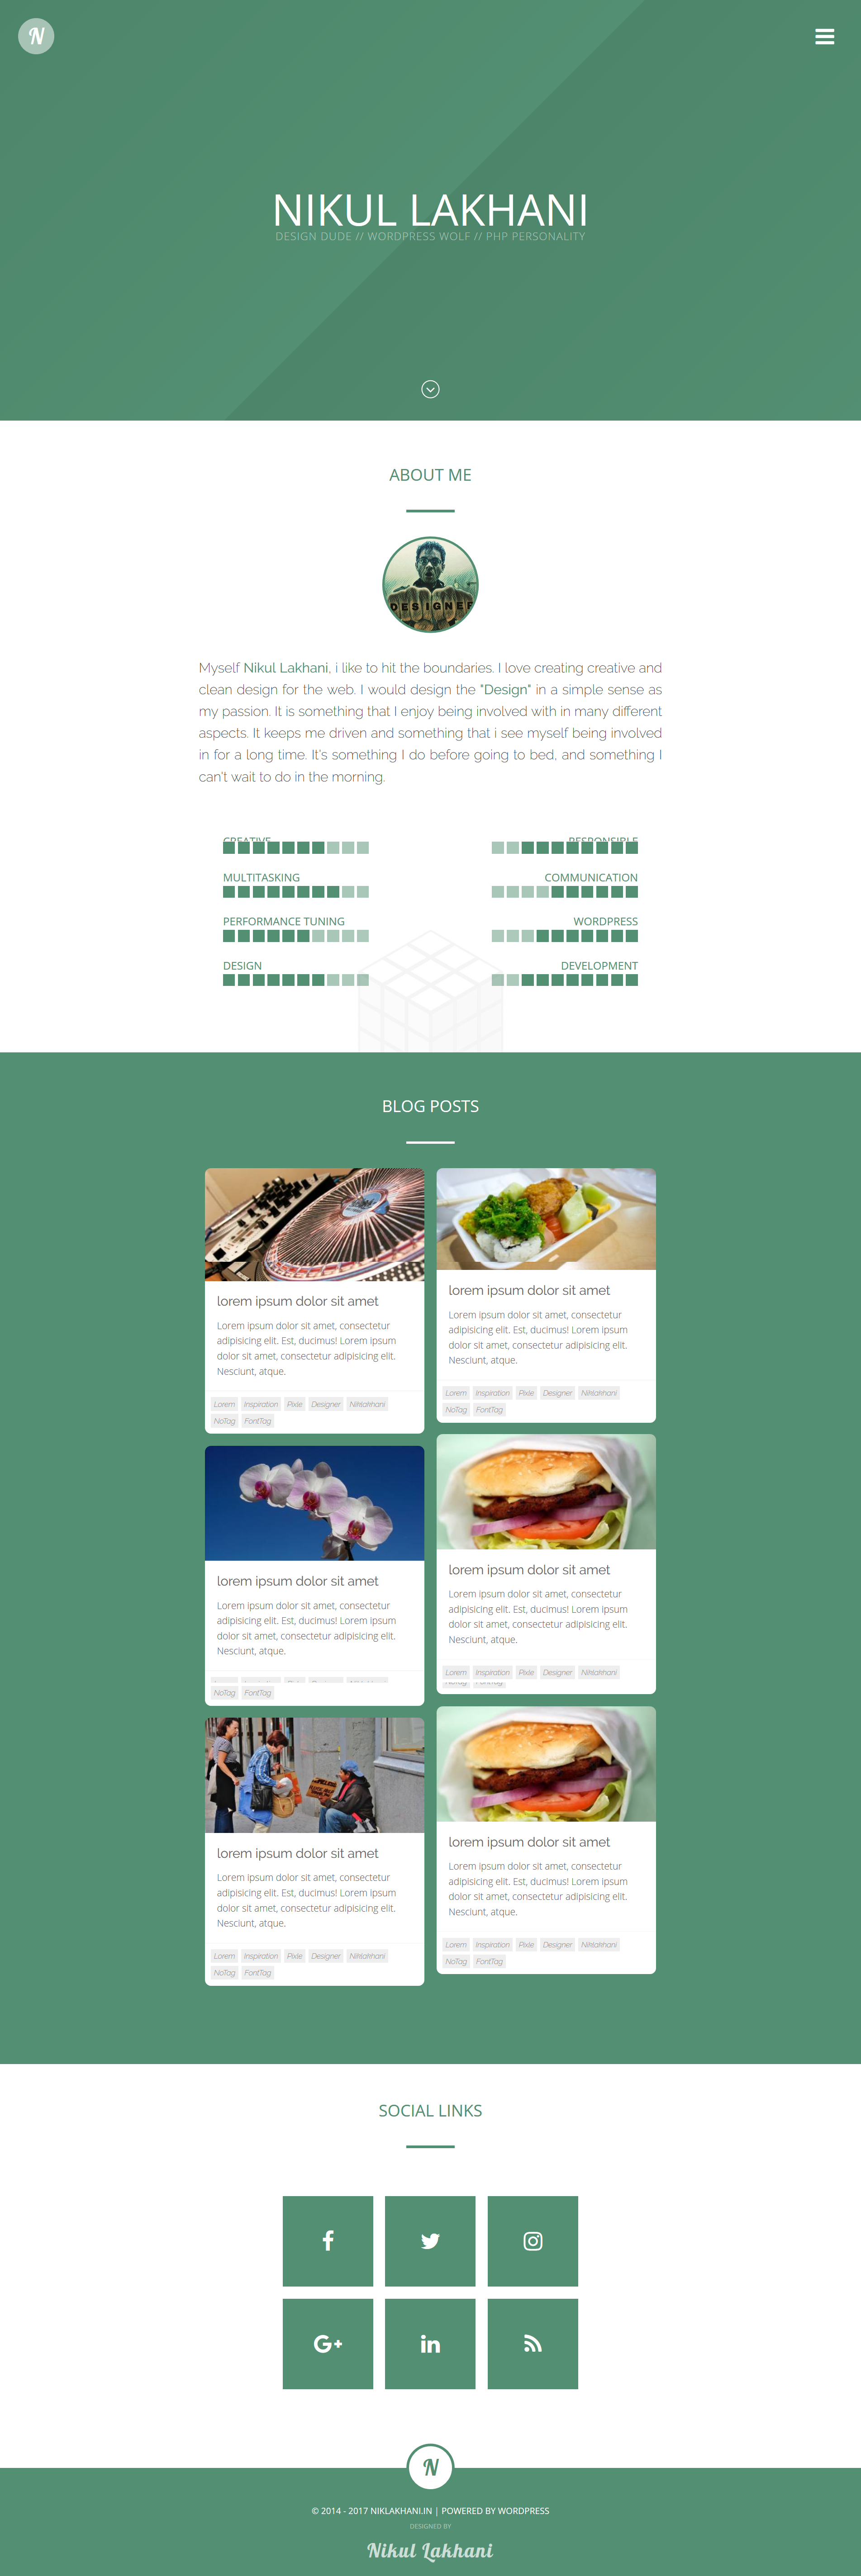 N
NIKUL LAKHANI
DESIGN DUDE // WORDPRESS WOLF // PHP PERSONALITY
ABOUT ME
DESIGNER
Myself Nikul Lakhani, i like to hit the boundaries. I love creating creative and
clean design for the web. I would design the "Design" in a simple sense as
my passion. It is something that I enjoy being involved with in many different
aspects. It keeps me driven and something that i see myself being involved
in for a long time. It's something I do before going to bed, and something I
can't wait to do in the morning.
CREATIVE
RESPONSIBLE
MULTITASKING
COMMUNICATION
PERFORMANCE TUNING
WORDPRESS
DESIGN
DEVELOPMENT
BLOG POSTS
lorem ipsum dolor sit amet
Lorem ipsum dolor sit amet, consectetur
adipisicing elit. Est, ducimus! Lorem ipsum
dolor sit amet, consectetur adipisicing elit.
Nesciunt, atque.
Lorem Inspiration Pixle Designer Niklakhani
NoTag FontTag
lorem ipsum dolor sit amet
Lorem ipsum dolor sit amet, consectetur
adipisicing elit. Est, ducimus! Lorem ipsum
dolor sit amet, consectetur adipisicing elit.
Nesciunt, atque.
Lorem Inspiration Pixle Designer Niklakhani
NoTag FontTag
lorem ipsum dolor sit amet
Lorem ipsum dolor sit amet, consectetur
adipisicing elit. Est, ducimus! Lorem ipsum
dolor sit amet, consectetur adipisicing elit.
Nesciunt, atque.
NoTag FontTag
lorem ipsum dolor sit amet
Lorem ipsum dolor sit amet, consectetur
adipisicing elit. Est, ducimus! Lorem ipsum
dolor sit amet, consectetur adipisicing elit.
Nesciunt, atque.
Lorem Inspiration Pixle Designer Niklakhani
NoTag FontTag
lorem ipsum dolor sit amet
Lorem ipsum dolor sit amet, consectetur
adipisicing elit. Est, ducimus! Lorem ipsum
dolor sit amet, consectetur adipisicing elit.
Nesciunt, atque.
Lorem Inspiration Pixle Designer Niklakhani
NoTag FontTag
lorem ipsum dolor sit amet
Lorem ipsum dolor sit amet, consectetur
adipisicing elit. Est, ducimus! Lorem ipsum
dolor sit amet, consectetur adipisicing elit.
Nesciunt, atque.
Lorem Inspiration Pixle Designer Niklakhani
NoTag FontTag
SOCIAL LINKS
N
© 2014 - 2017 NIKLAKHANI.IN | POWERED BY WORDPRESS
DESIGNED BY
Nikul Lakhani